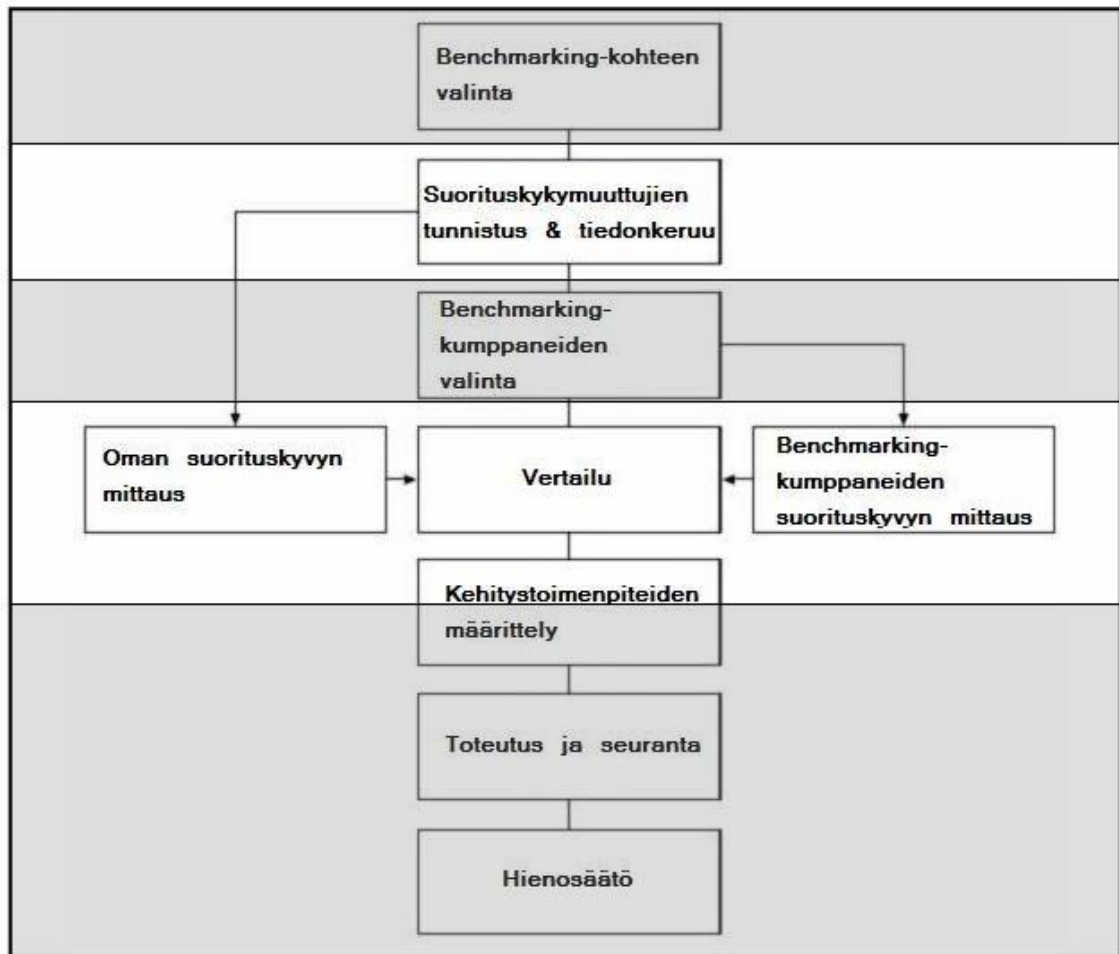 Benchmarking-kohteen
valinta
Suorituskykymuuttujien
tunnistus & tiedonkeruu
Benchmarking-
kumppaneiden
valinta
Oman suorituskyvyn
mittaus
Vertailu
Benchmarking-
kumppaneiden
suorituskyvyn mittaus
Kehitystoimenpiteiden
määrittely
Toteutus ja seuranta
Hienosäätö